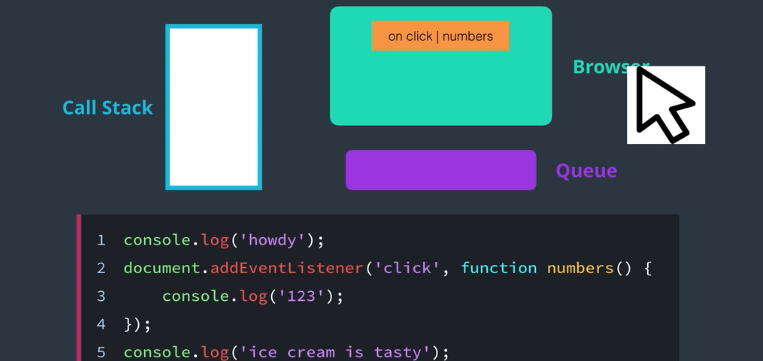 on click | numbers
Browser
Call Stack
Queue
1 console.log('howdy');
2 document.addEventListener('click', function numbers() {
3     console.log('123');
4 });
5 console.log('ice cream is tasty');